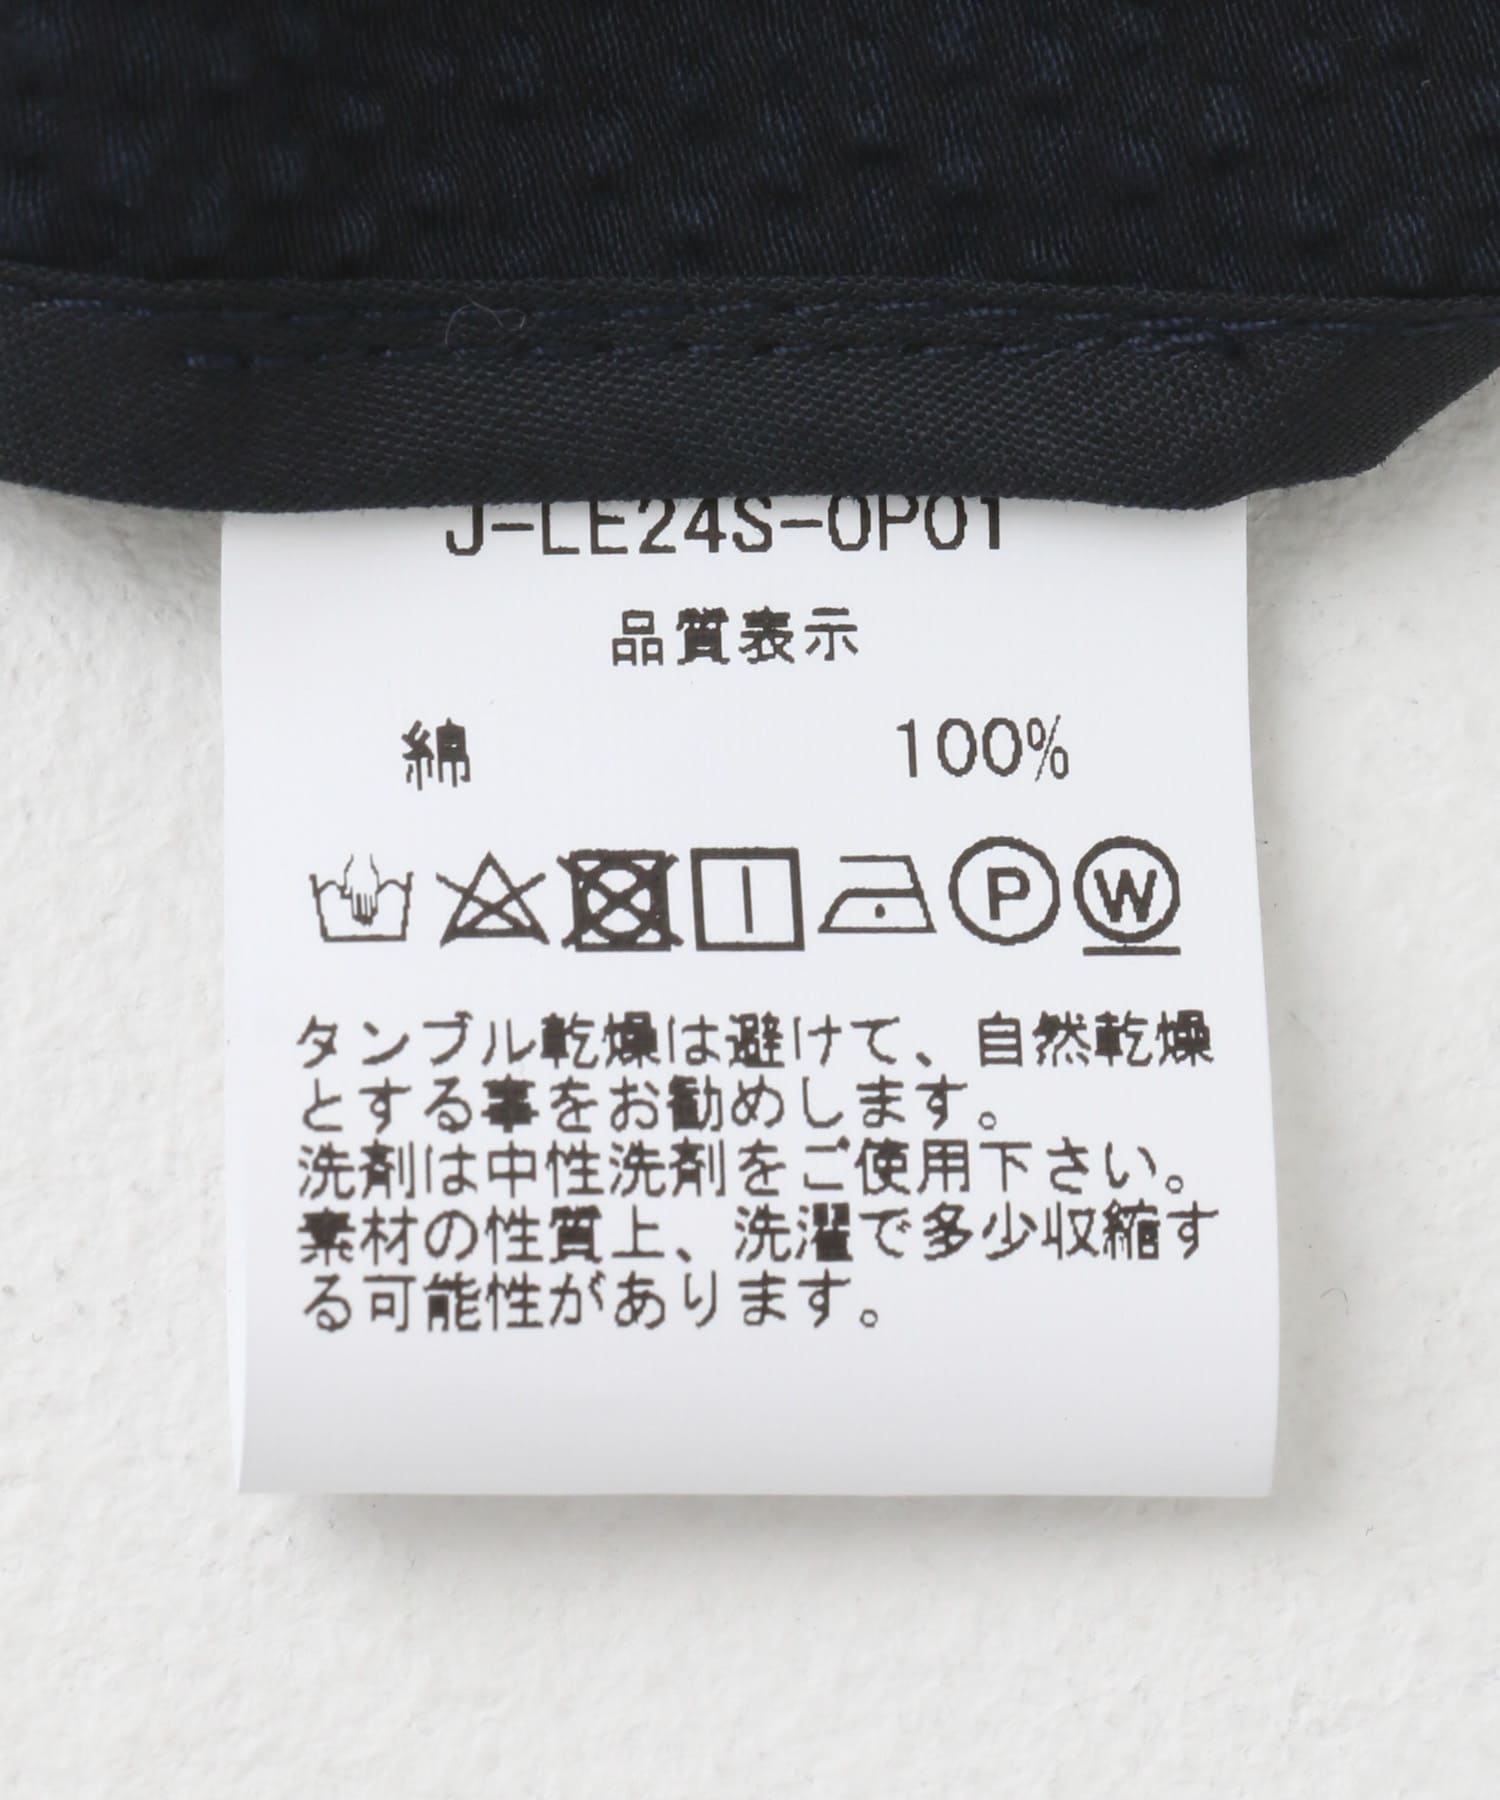 J-LE24S-OP01
品質表示
綿 100%
P W
タンブル乾燥は避けて、自然乾燥
とする事をお勧めします。
洗剤は中性洗剤をご使用下さい。
素材の性質上、洗濯で多少収縮す
る可能性があります。